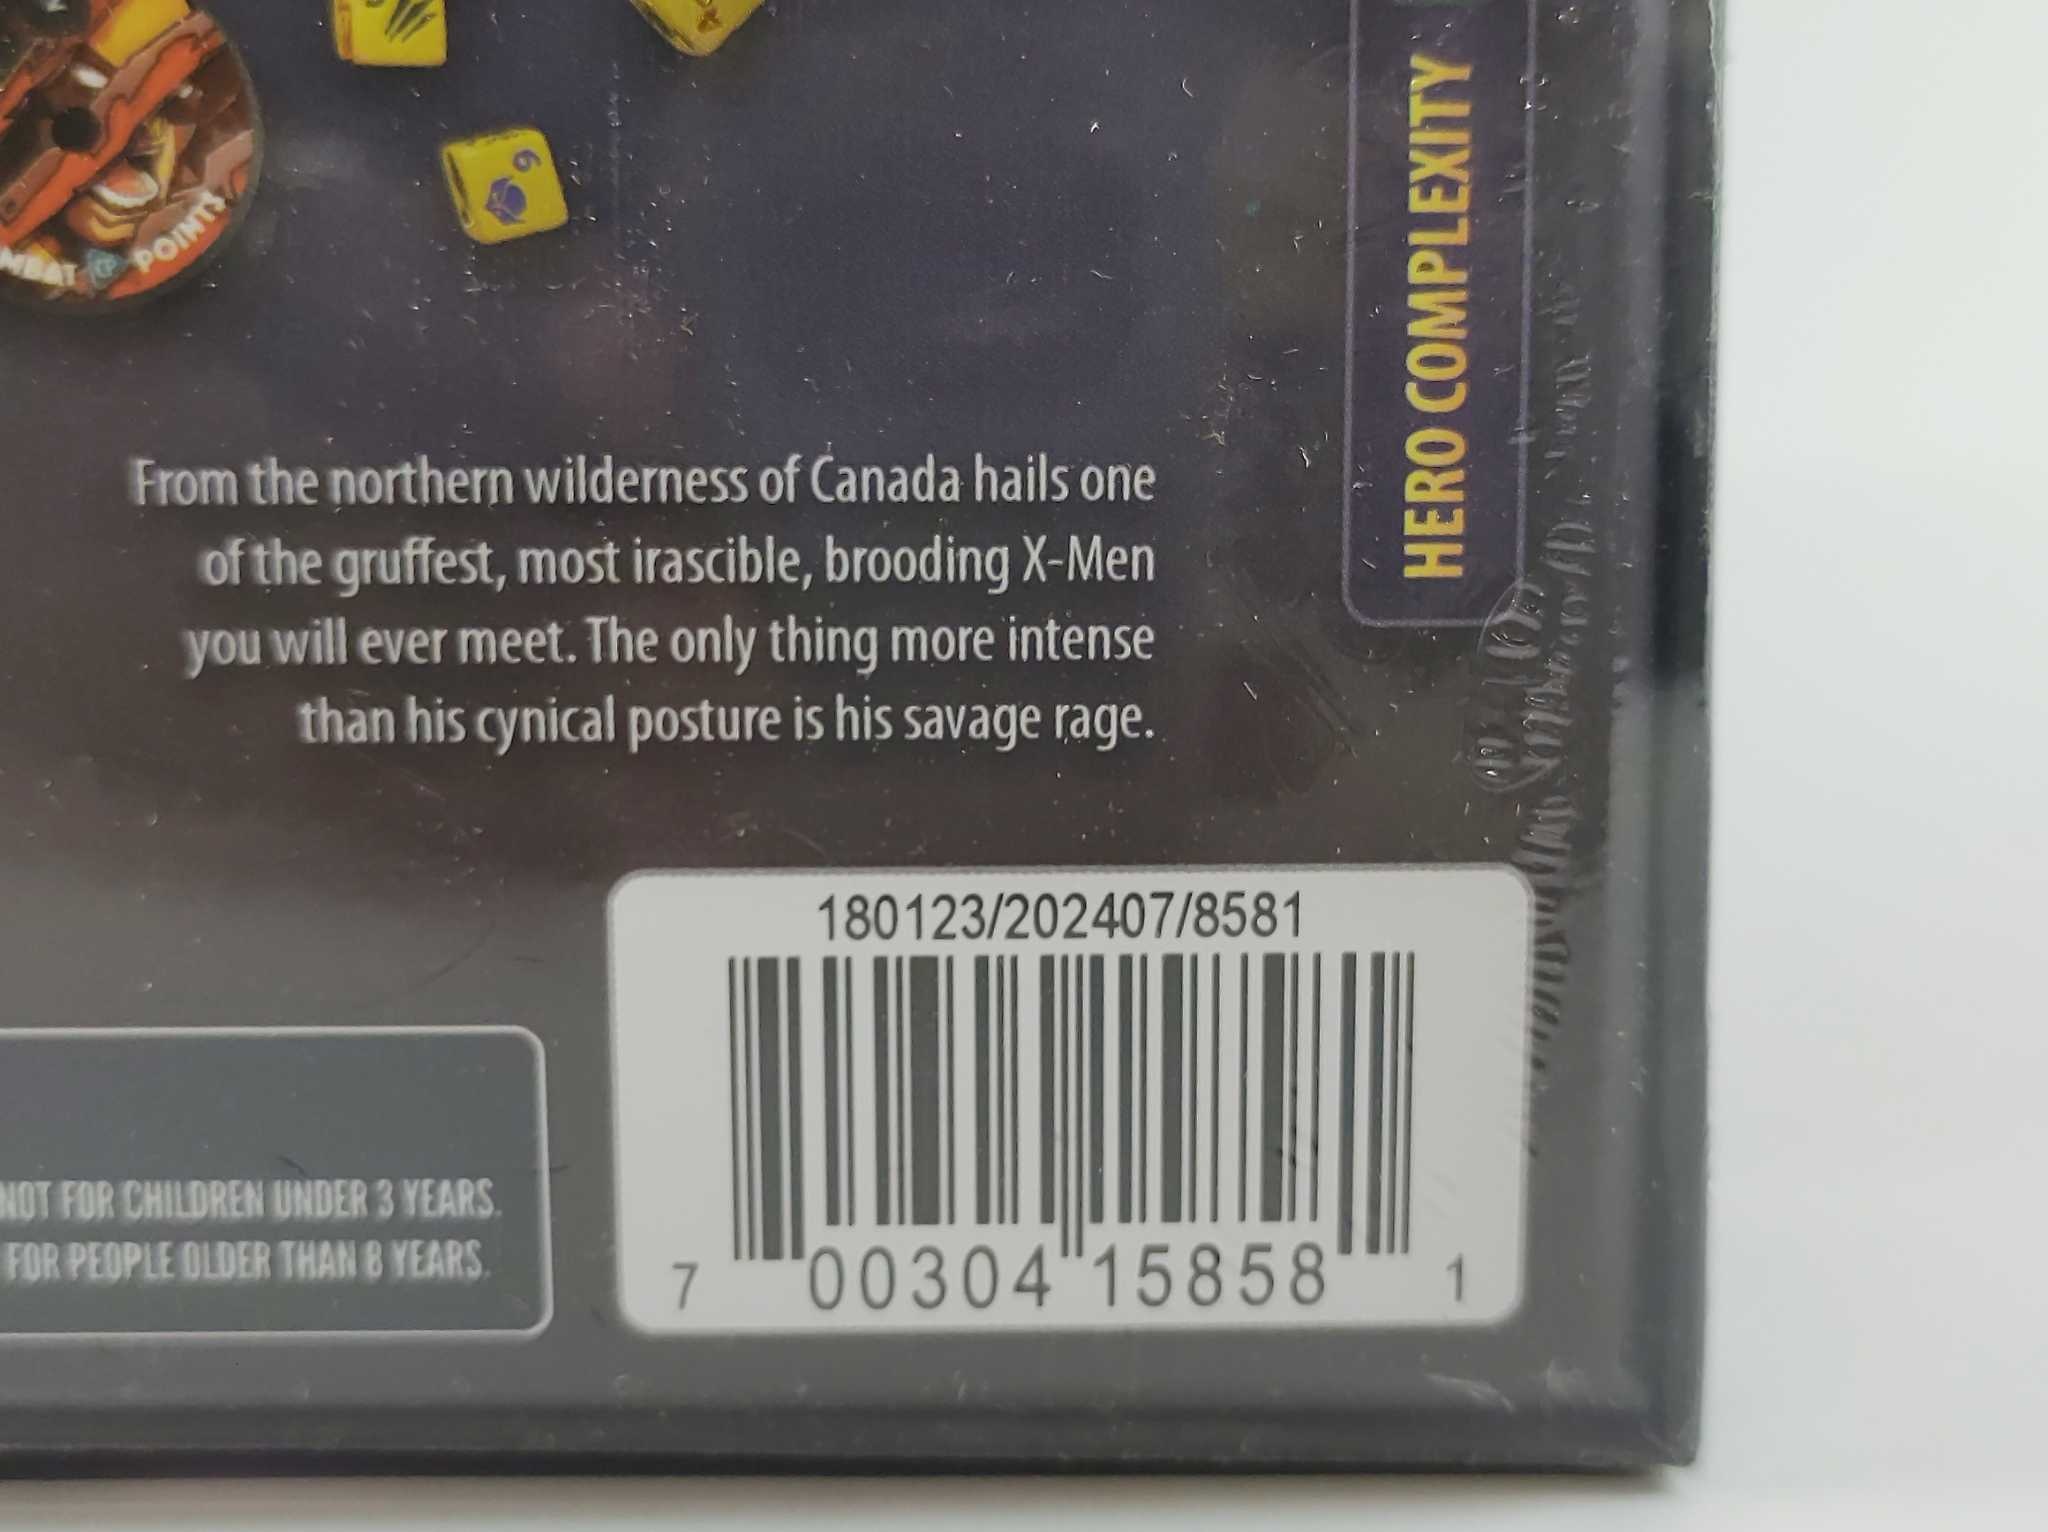 6
POINTS
CP
HERO COMPLEXITY
From the northern wilderness of Canada hails one
of the gruffest, most irascible, brooding X-Men
you will ever meet. The only thing more intense
than his cynical posture is his savage rage.
180123/202407/8581
7 00304 15858 1
NOT FOR CHILDREN UNDER 3 YEARS.
FOR PEOPLE OLDER THAN 8 YEARS.